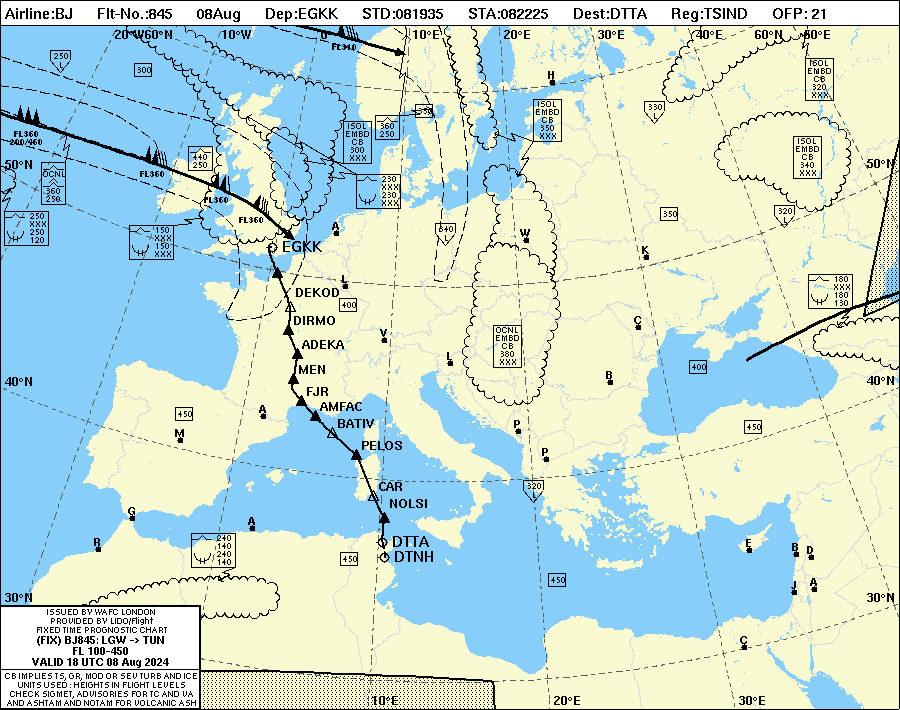 Airline:BJ Flt-No.:845 08Aug Dep:EGKK STD:081935 STA:082225 Dest:DTTA Reg:TSIND OFP: 21
20°W60°N 10°W 10°E 20°E 30°E 40°E 60°N 50°E
FL340
250
L
300
H
ISOL
EMBD
CB
320
XXX
350
330
L
ISOL
EMBD
CB
350
XXX
FL360
200/460
ISOL
EMBD
CB
300
XXX
360
250
ISOL
EMBD
CB
340
XXX
50°N
FL360
440
250
50°N
OCNL
360
250
FL360
230
XXX
230
XXX
FL360
250
XXX
250
120
150
XXX
150
XXX
A
340
L
W
350
320
L
EGKK
K
L
DEKOD
400
180
XXX
180
130
DIRMO
C
ADEKA
V
OCNL
EMBD
CB
380
XXX
L
MEN
400
40°N
B
40°N
FJR
450
A
AMFAC
BATIV
P
450
M
PELOS
P
CAR
320
L
NOLSI
G
A
R
240
140
240
140
DTTA
E
B
D
450
DTNH
450
30°N
J
A
30°N
C
ISSUED BY WAFC LONDON
PROVIDED BY LIDO/Flight
FIXED TIME PROGNOSTIC CHART
(FIX) BJ845: LGW -> TUN
FL 100-450
VALID 18 UTC 08 Aug 2024
CB IMPLIES TS, GR, MOD OR SEV TURB AND ICE
UNITS USED : HEIGHTS IN FLIGHT LEVELS
CHECK SIGMET, ADVISORIES FOR TC AND VA
AND ASHTAM AND NOTAM FOR VOLCANIC ASH
10°E 20°E 30°E